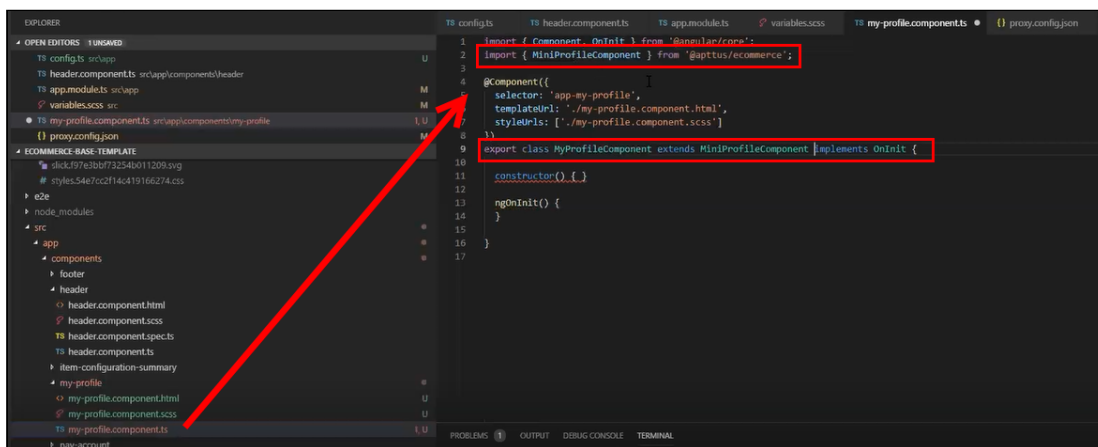 EXPLORER
OPEN EDITORS 1 UNSAVED
TS config.ts src\app U
TS header.component.ts src\app\components\header
TS app.module.ts src\app M
variables.scss src M
TS my-profile.component.ts src\app\components\my-profile 1, U
{} proxy.config.json M
ECOMMERCE-BASE-TEMPLATE
slick.f97e3bbf73254b011209.svg
# styles.54e7cc2f14c419166274.css
e2e
node_modules
src
app
components
footer
header
<> header.component.html
header.component.scss
TS header.component.spec.ts
TS header.component.ts
item-configuration-summary
my-profile
<> my-profile.component.html U
my-profile.component.scss U
TS my-profile.component.ts 1, U
nav-account
TS config.ts TS header.component.ts TS app.module.ts variables.scss TS my-profile.component.ts {} proxy.config.json
1 import { Component, OnInit } from '@angular/core';
2 import { MiniProfileComponent } from '@apttus/ecommerce';
3
4 @Component({
5 selector: 'app-my-profile',
6 templateUrl: './my-profile.component.html',
7 styleUrls: ['./my-profile.component.scss']
8 })
9 export class MyProfileComponent extends MiniProfileComponent implements OnInit {
10
11 constructor() { }
12
13 ngOnInit() {
14 }
15
16 }
17
PROBLEMS 1 OUTPUT DEBUG CONSOLE TERMINAL